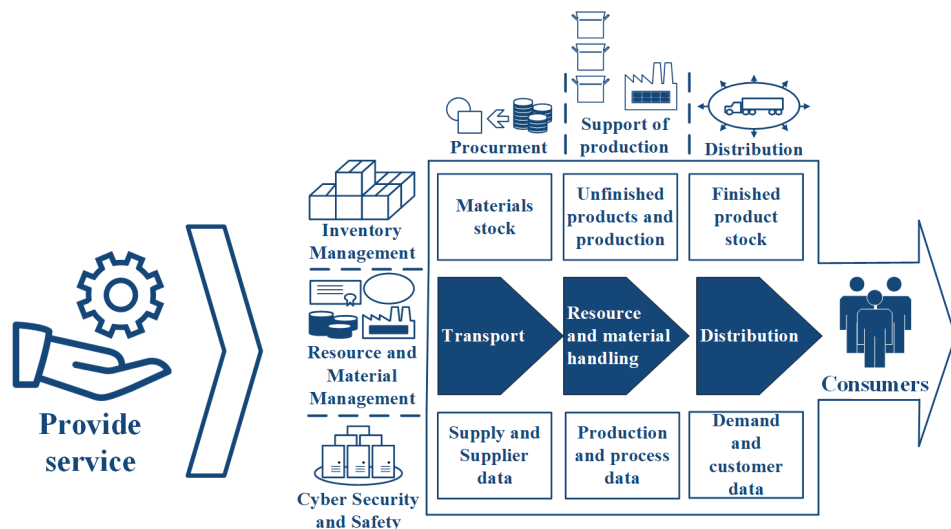 Procurment
Support of
production
Distribution
Inventory
Management
Materials
stock
Unfinished
products and
production
Finished
product
stock
Resource and
Material
Management
Transport
Resource
and material
handling
Distribution
Consumers
Provide
service
Cyber Security
and Safety
Supply and
Supplier
data
Production
and process
data
Demand
and
customer
data